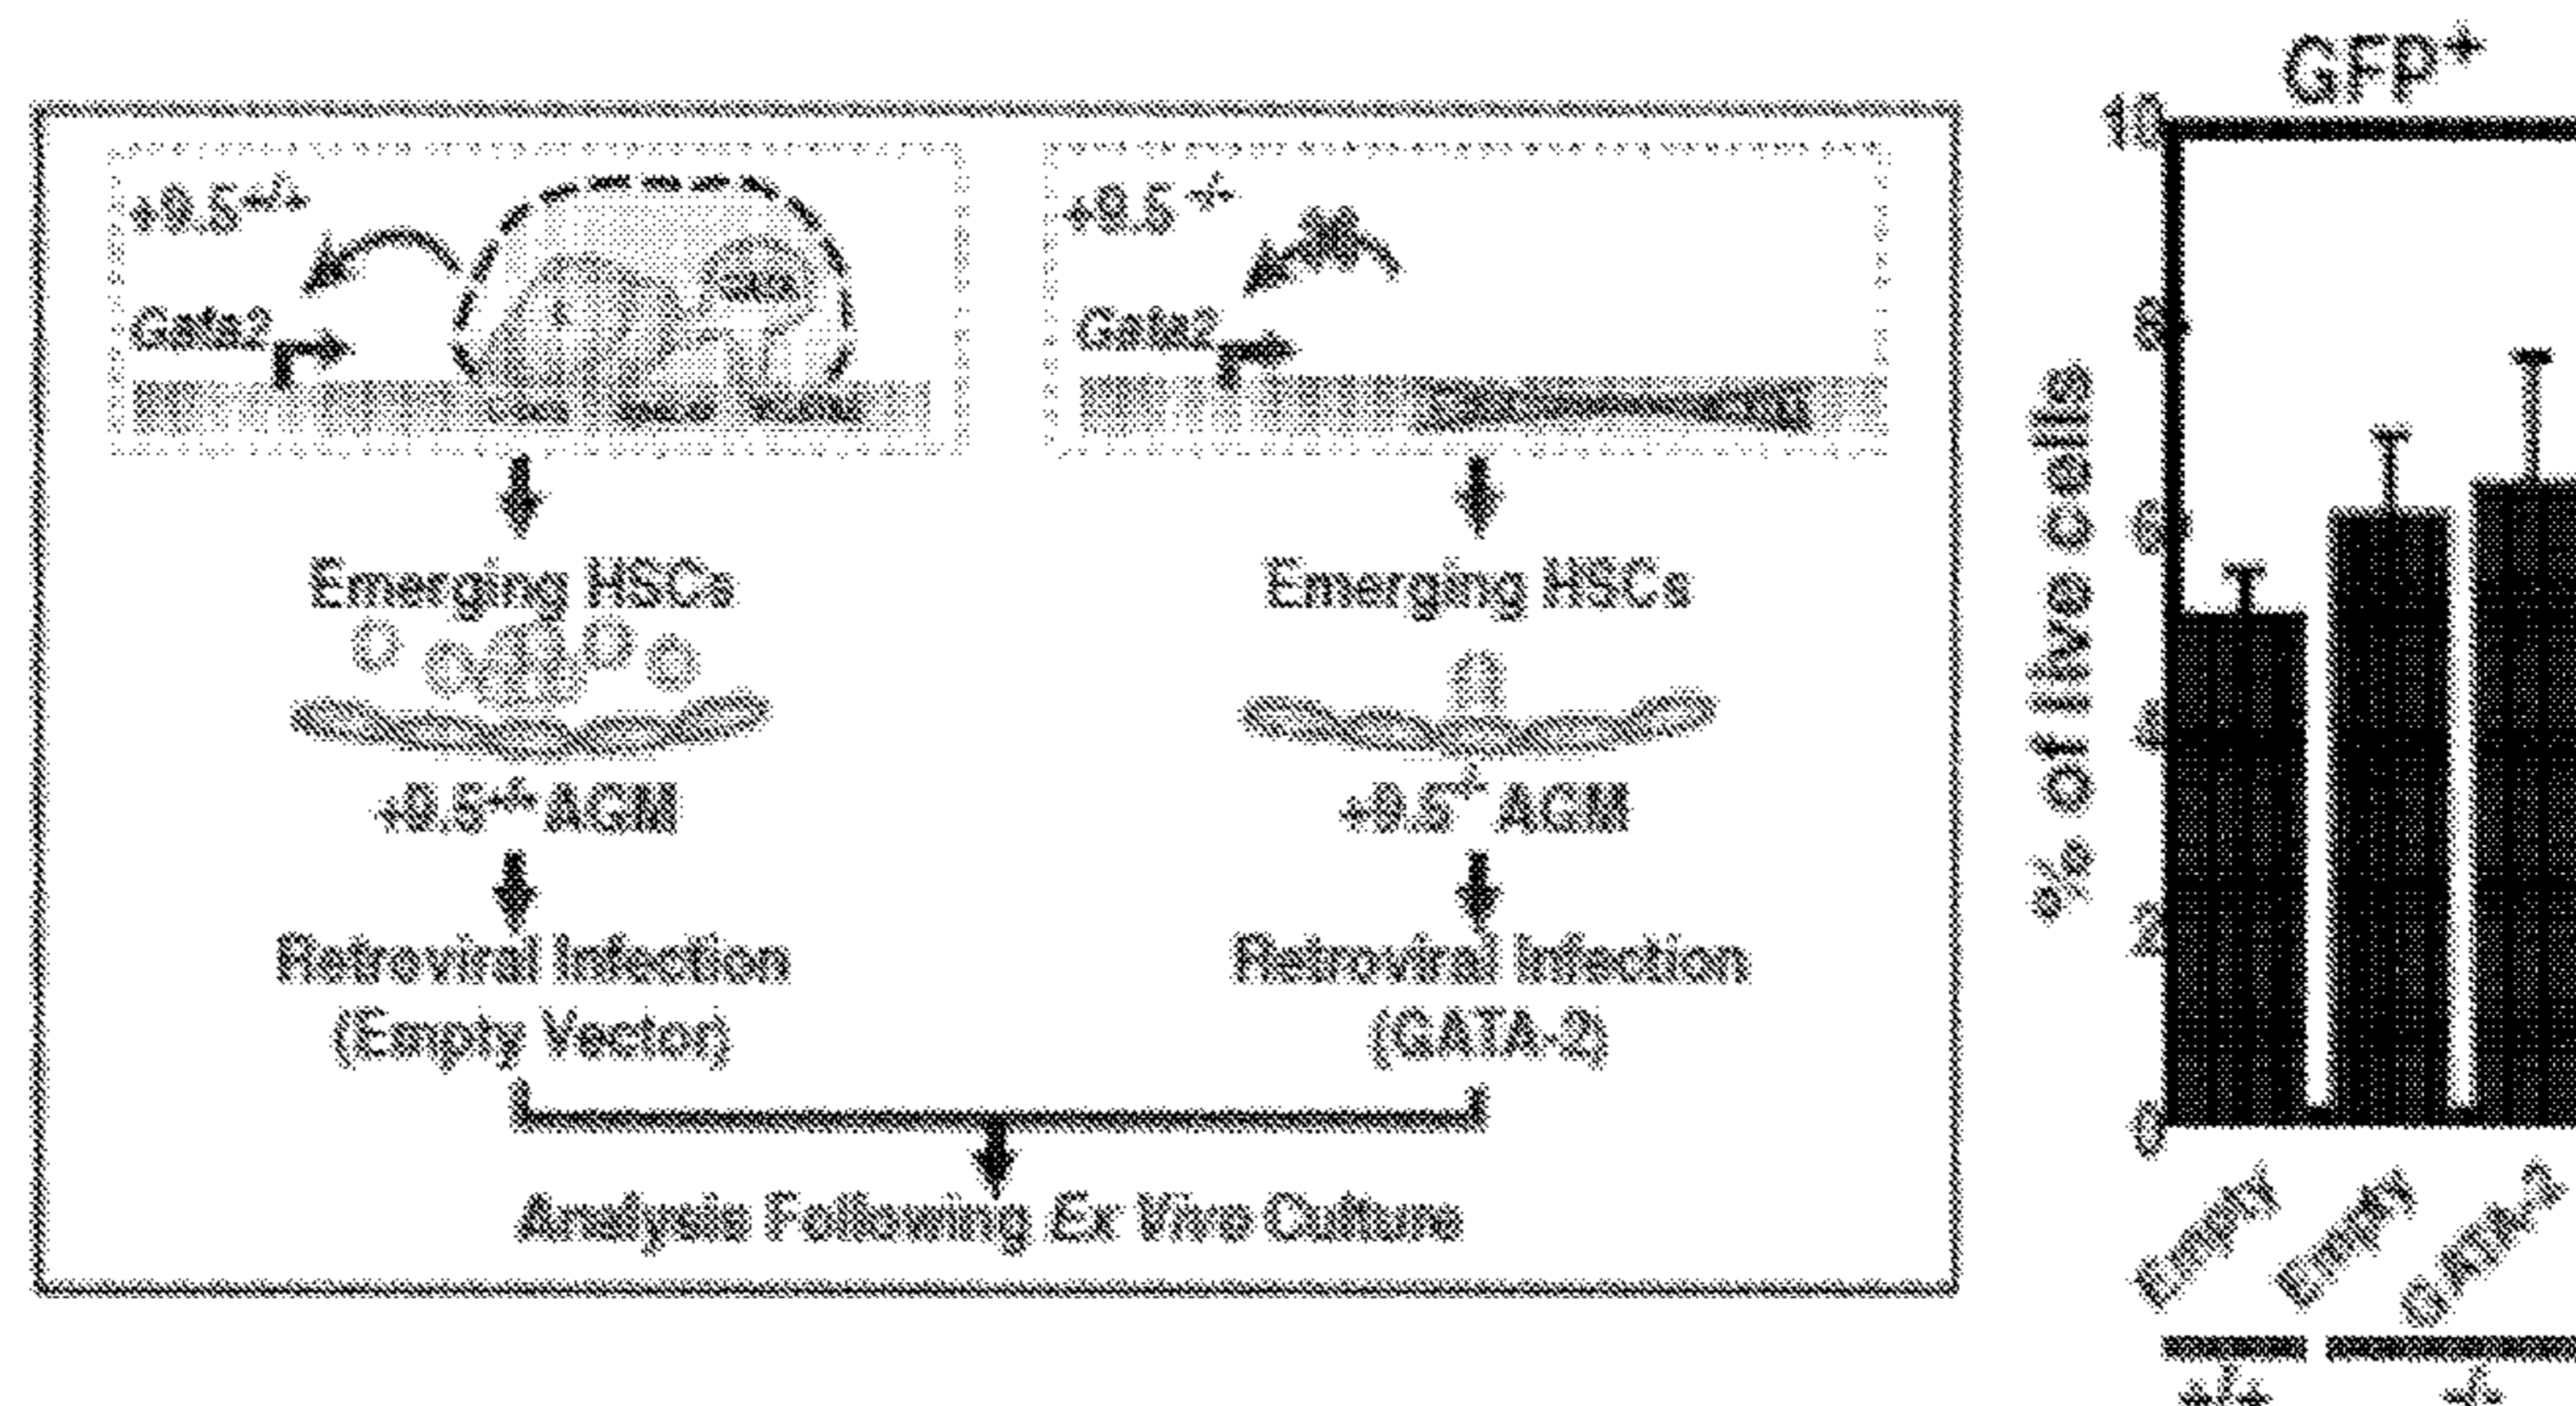 +9.5+/+
Gata2
Emerging HSCs
+9.5+/+ AGM
Retroviral Infection
(Empty Vector)
+9.5-/-
Gata2
Emerging HSCs
+9.5-/- AGM
Retroviral Infection
(GATA-2)
Analysis Following Ex Vivo Culture
GFP+
% of live cells
10
8
6
4
2
0
Empty
Empty
GATA-2
+/+
-/-